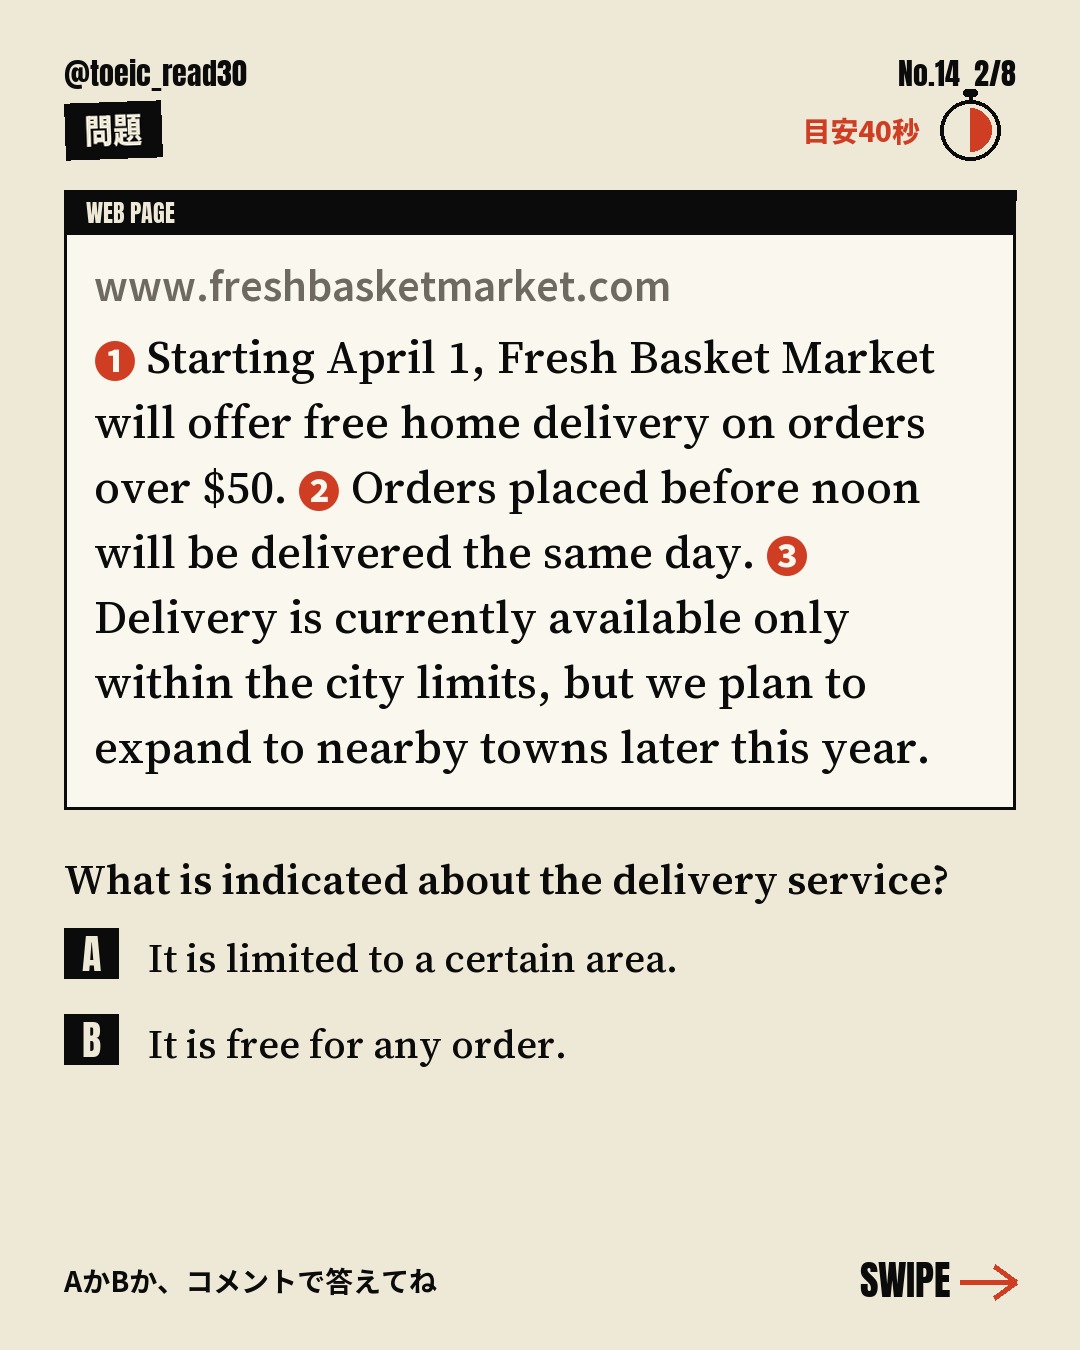 @toeic_read30
No.14 2/8
問題
目安40秒
WEB PAGE
www.freshbasketmarket.com
1 Starting April 1, Fresh Basket Market
will offer free home delivery on orders
over $50. 2 Orders placed before noon
will be delivered the same day. 3
Delivery is currently available only
within the city limits, but we plan to
expand to nearby towns later this year.
What is indicated about the delivery service?
A It is limited to a certain area.
B It is free for any order.
AかBか、コメントで答えてね
SWIPE